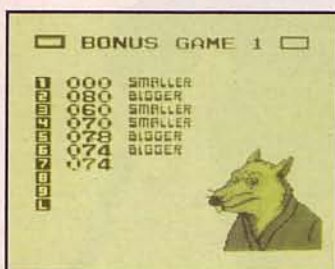 BONUS GAME 1
1 000 SMALLER
2 080 BIGGER
3 060 SMALLER
4 070 SMALLER
5 078 BIGGER
6 074 BIGGER
7 074
8
9
L